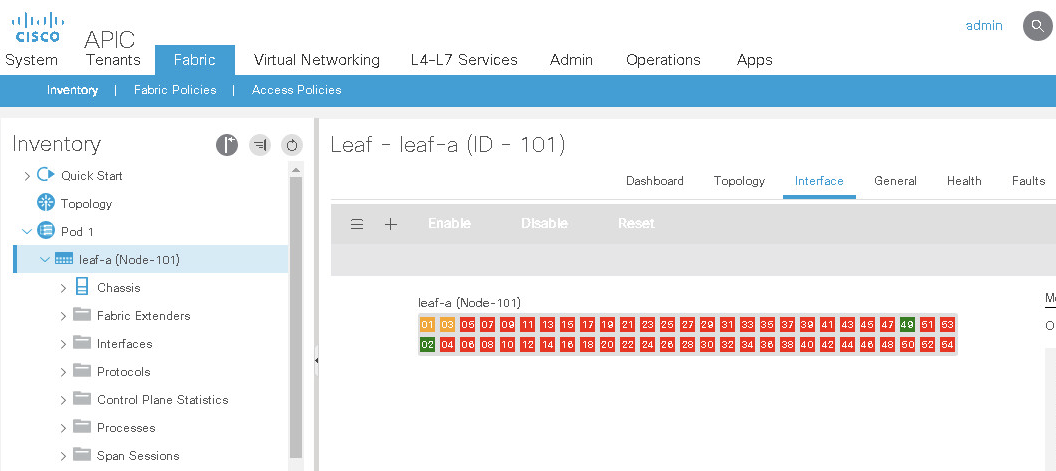 cisco
APIC
admin
System Tenants Fabric Virtual Networking L4-L7 Services Admin Operations Apps
Inventory | Fabric Policies | Access Policies
Inventory
Quick Start
Topology
Pod 1
leaf-a (Node-101)
Chassis
Fabric Extenders
Interfaces
Protocols
Control Plane Statistics
Processes
Span Sessions
Leaf - leaf-a (ID - 101)
Dashboard Topology Interface General Health Faults
Enable Disable Reset
leaf-a (Node-101)
01 03 05 07 09 11 13 15 17 19 21 23 25 27 29 31 33 35 37 39 41 43 45 47 49 51 53
02 04 06 08 10 12 14 16 18 20 22 24 26 28 30 32 34 36 38 40 42 44 46 48 50 52 54